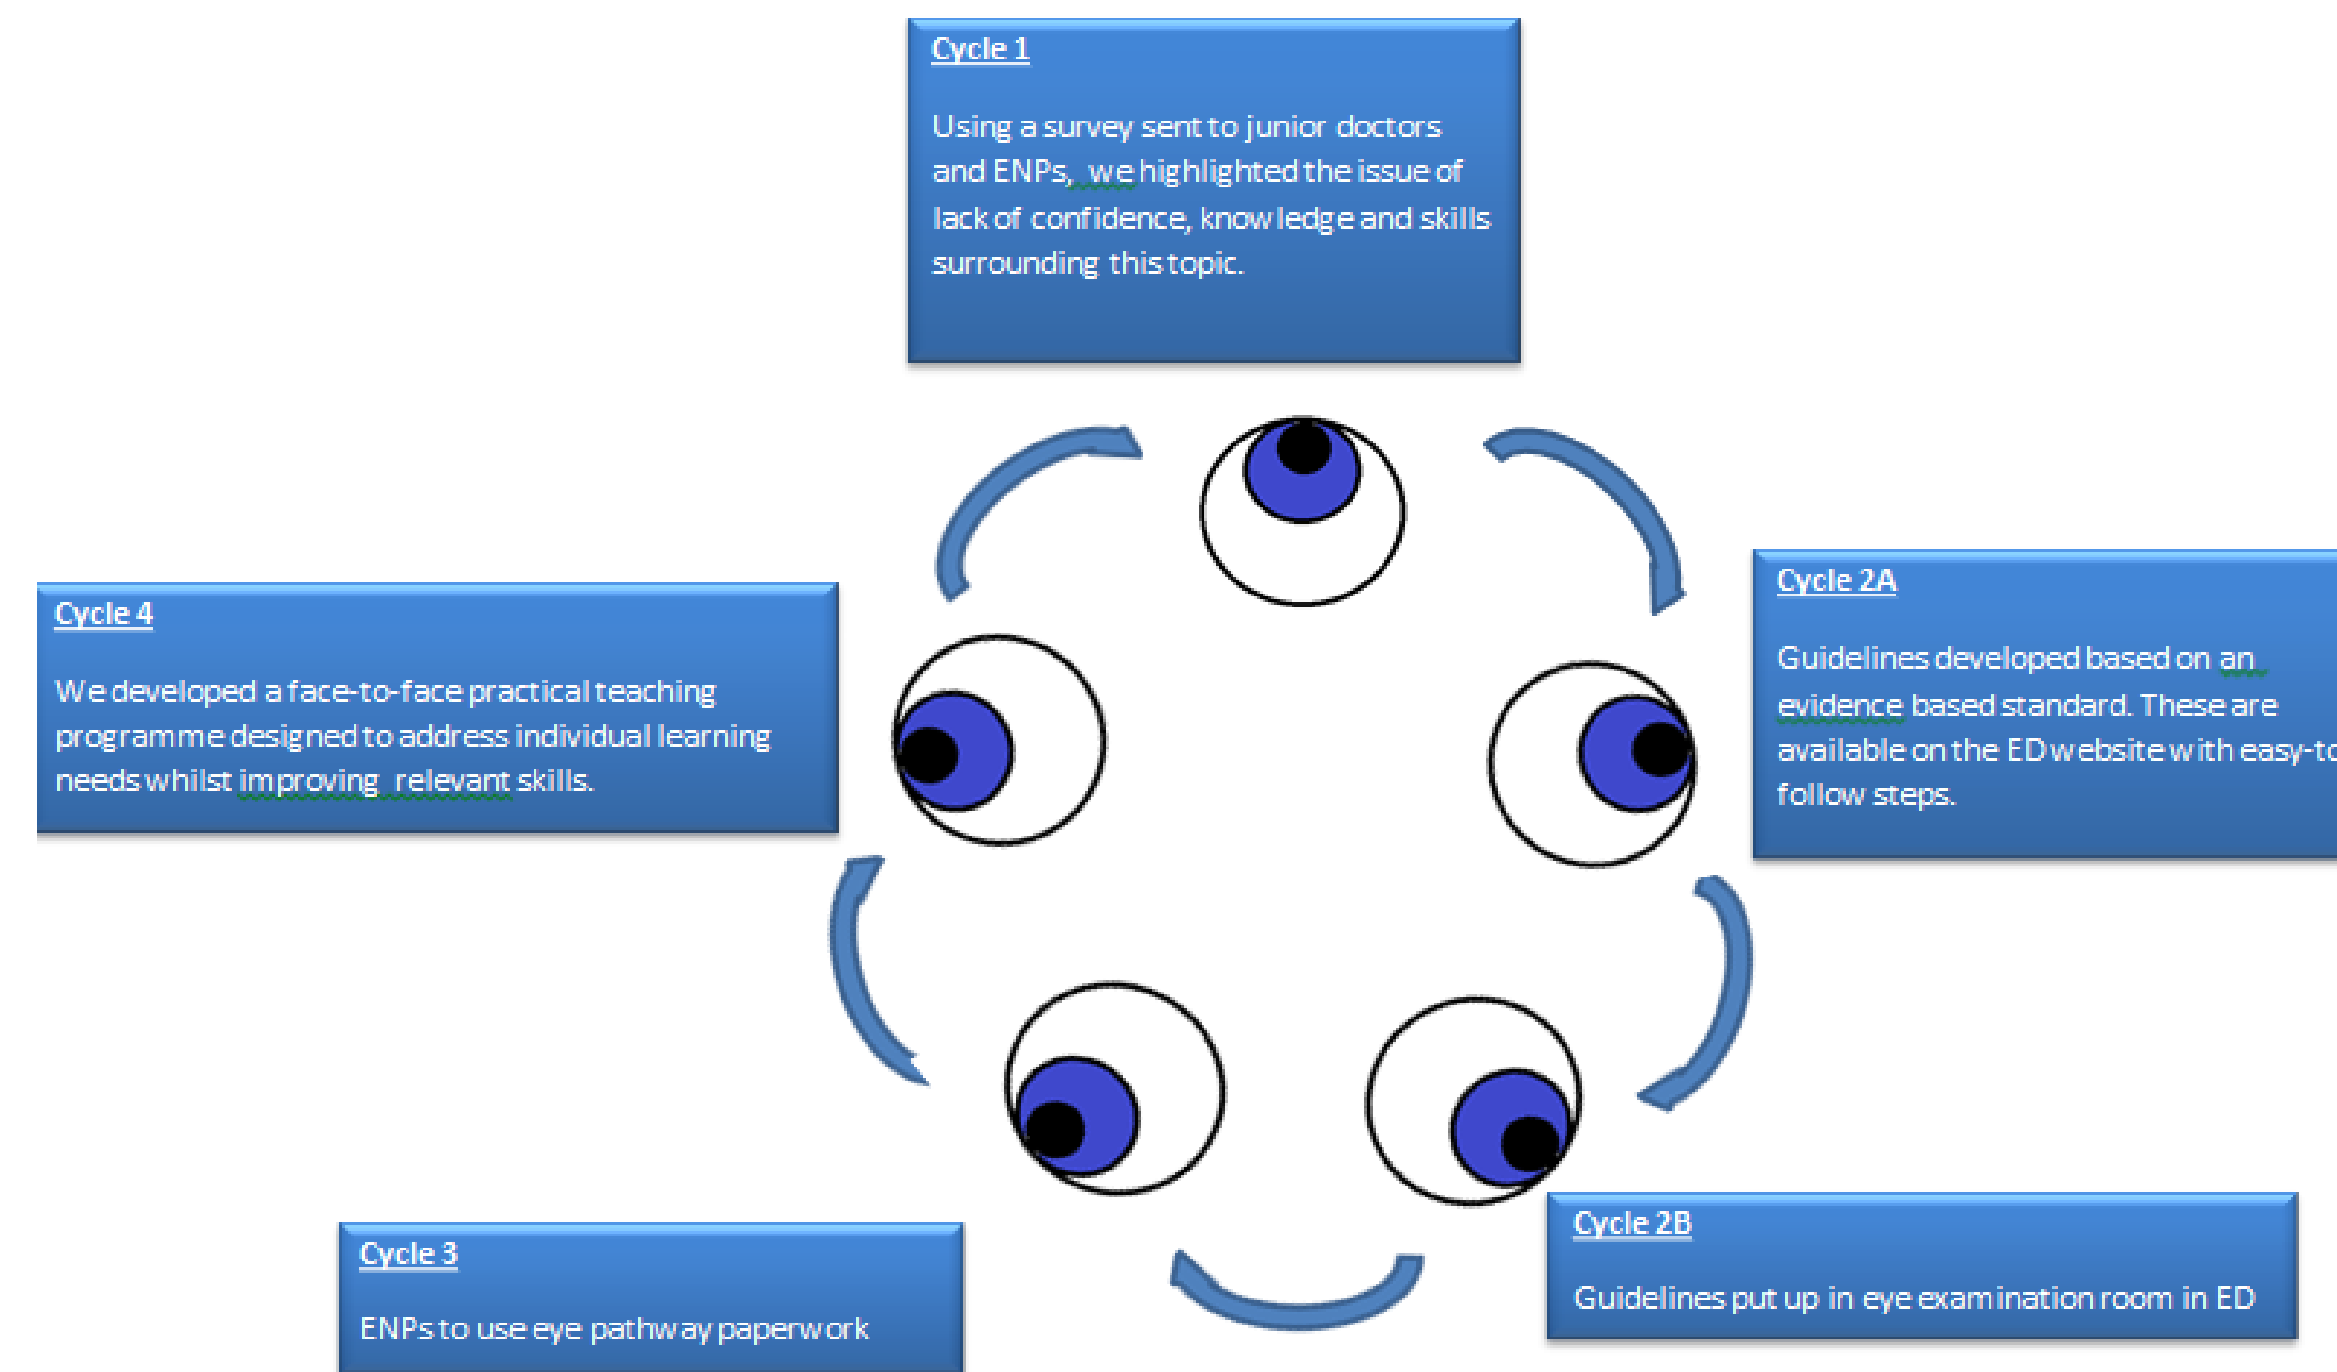 Cycle 1
Using a survey sent to junior doctors
and ENPs, we highlighted the issue of
lack of confidence, knowledge and skills
surrounding this topic.
Cycle 2A
Guidelines developed based on an
evidence based standard. These are
available on the ED website with easy-to
follow steps.
Cycle 2B
Guidelines put up in eye examination room in ED
Cycle 3
ENPs to use eye pathway paperwork
Cycle 4
We developed a face-to-face practical teaching
programme designed to address individual learning
needs whilst improving relevant skills.